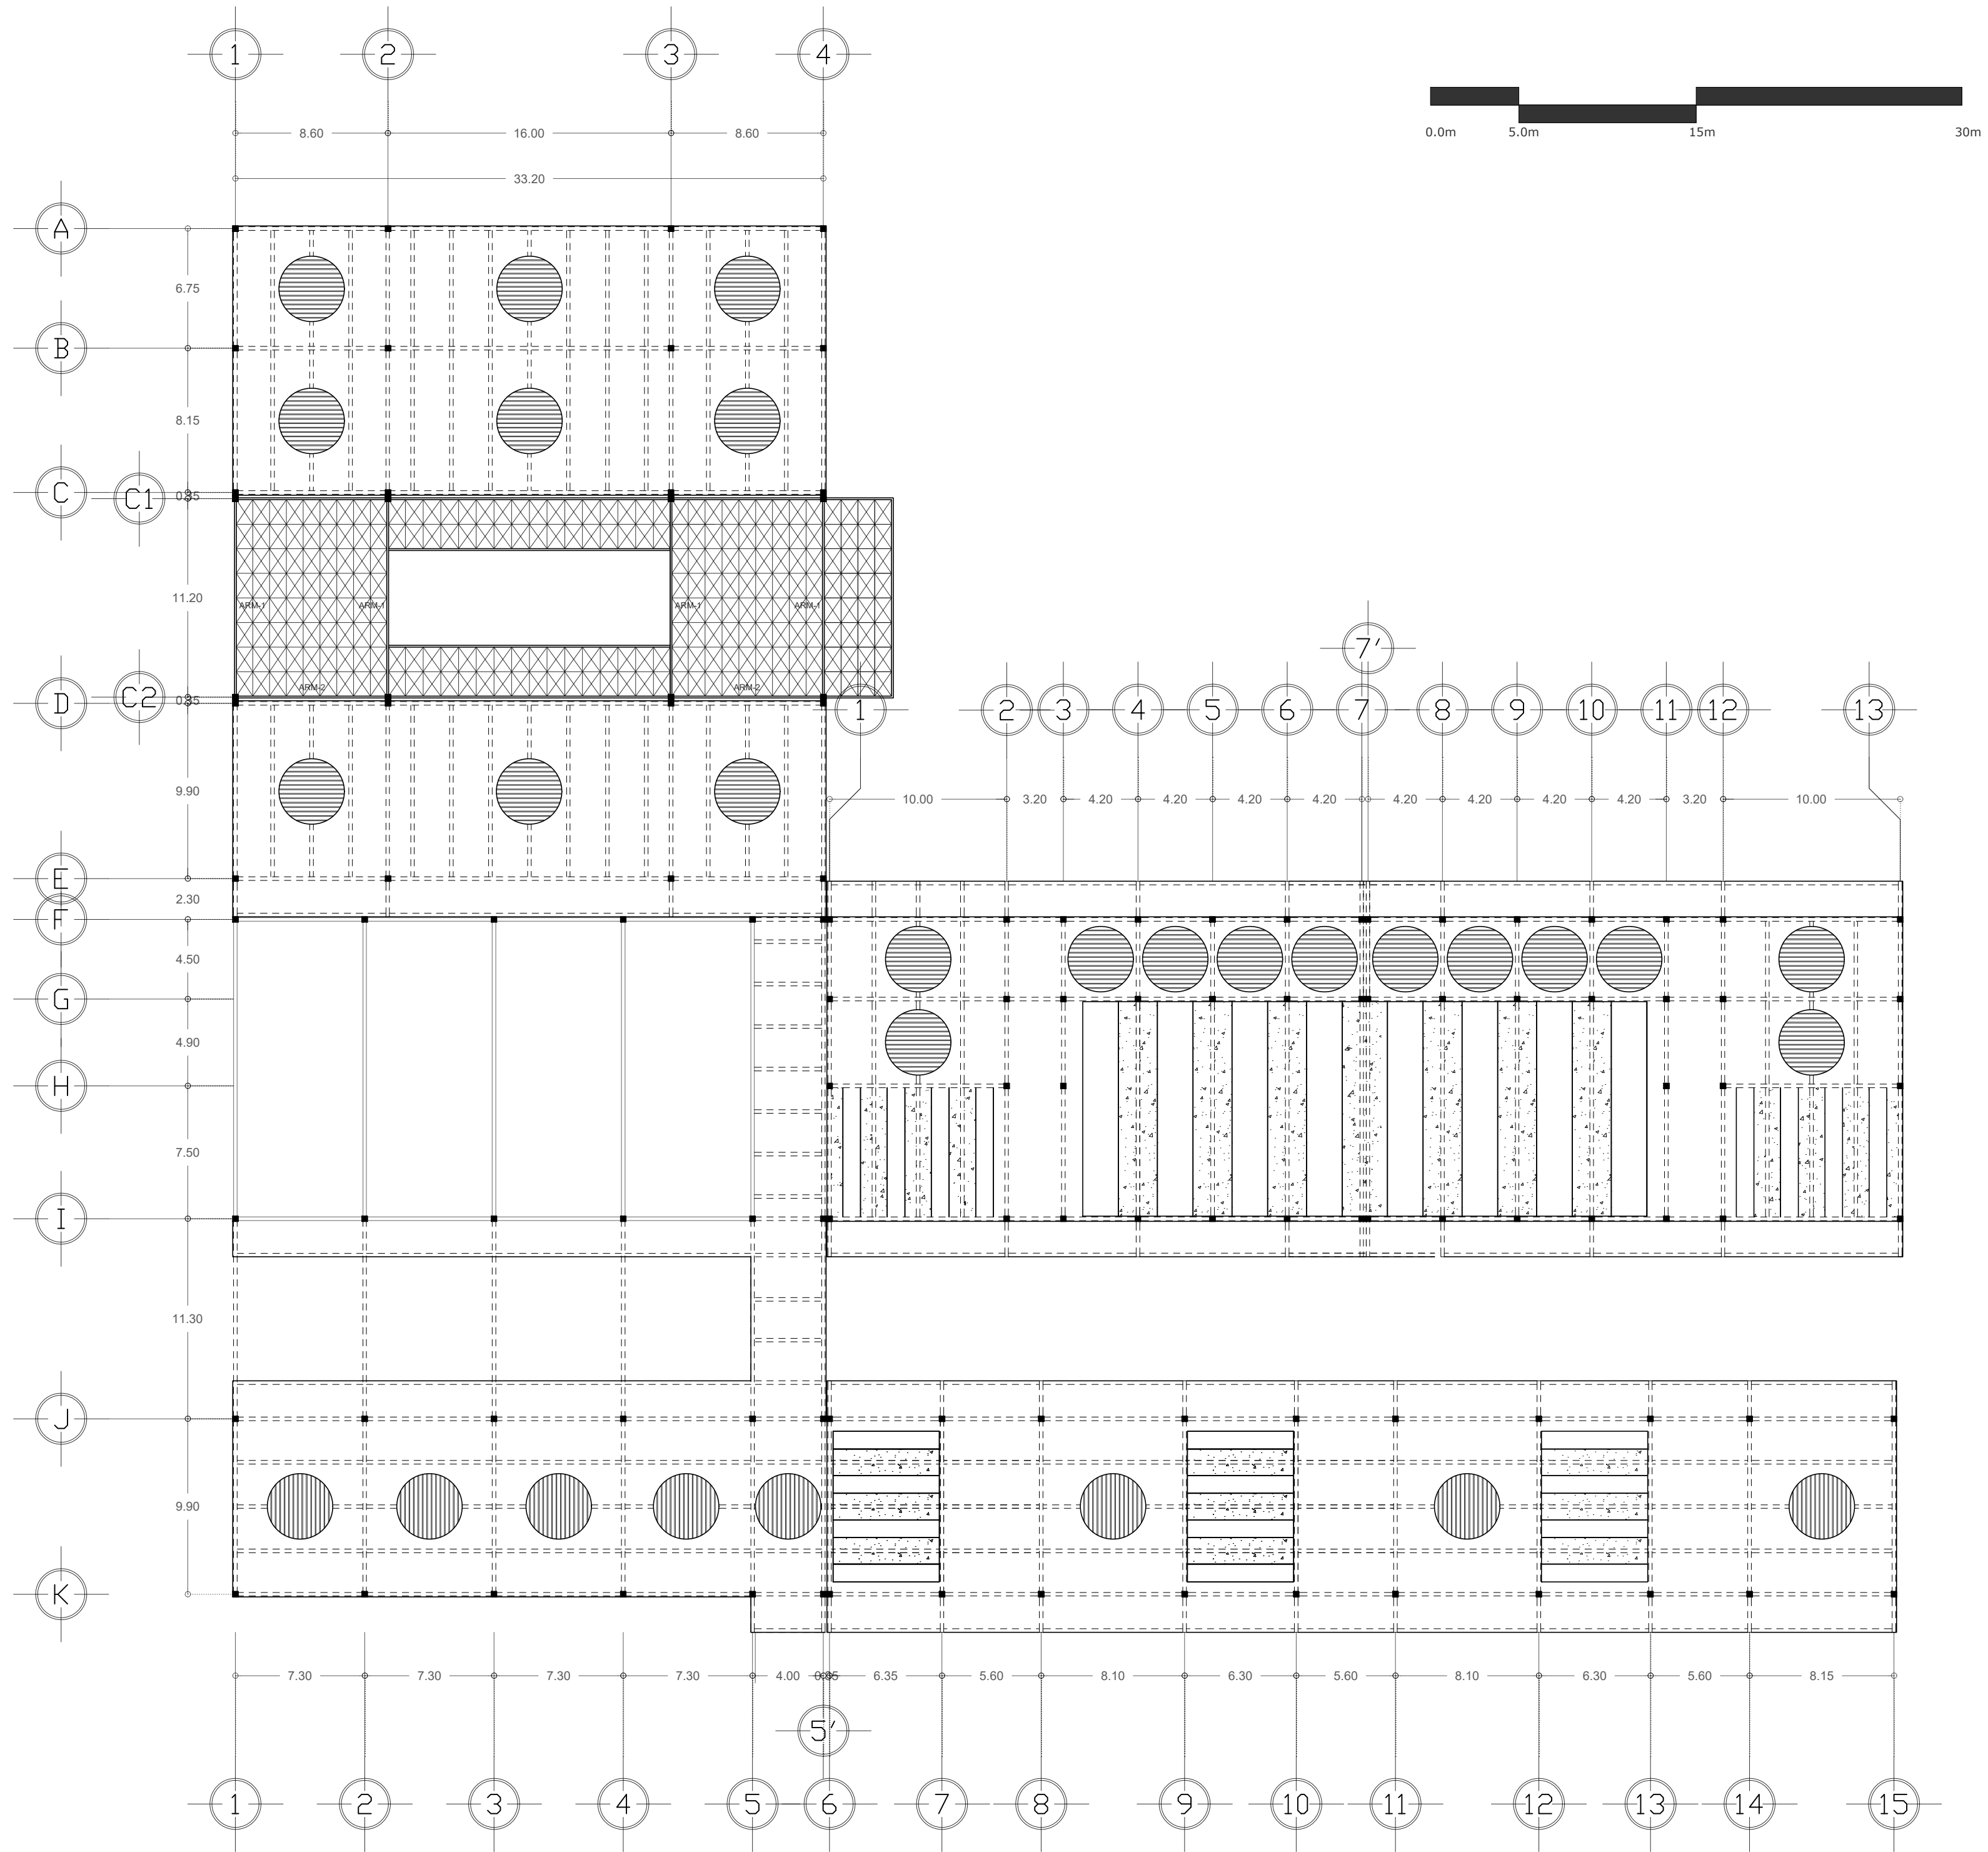 1 2 3 4
0.0m 5.0m 15m 30m
8.60 16.00 8.60
33.20
A
6.75
B
8.15
C
C1
0.35
11.20
ARM-1 ARM-1 ARM-1 ARM-1
ARM-2 ARM-2
7'
D
C2
0.35
1 2 3 4 5 6 7 8 9 10 11 12 13
9.90
10.00 3.20 4.20 4.20 4.20 4.20 4.20 4.20 4.20 4.20 3.20 10.00
E
2.30
F
4.50
G
4.90
H
7.50
I
11.30
J
9.90
K
7.30 7.30 7.30 7.30 4.00 6.35 5.60 8.10 6.30 5.60 8.10 6.30 5.60 8.15
5'
1 2 3 4 5 6 7 8 9 10 11 12 13 14 15